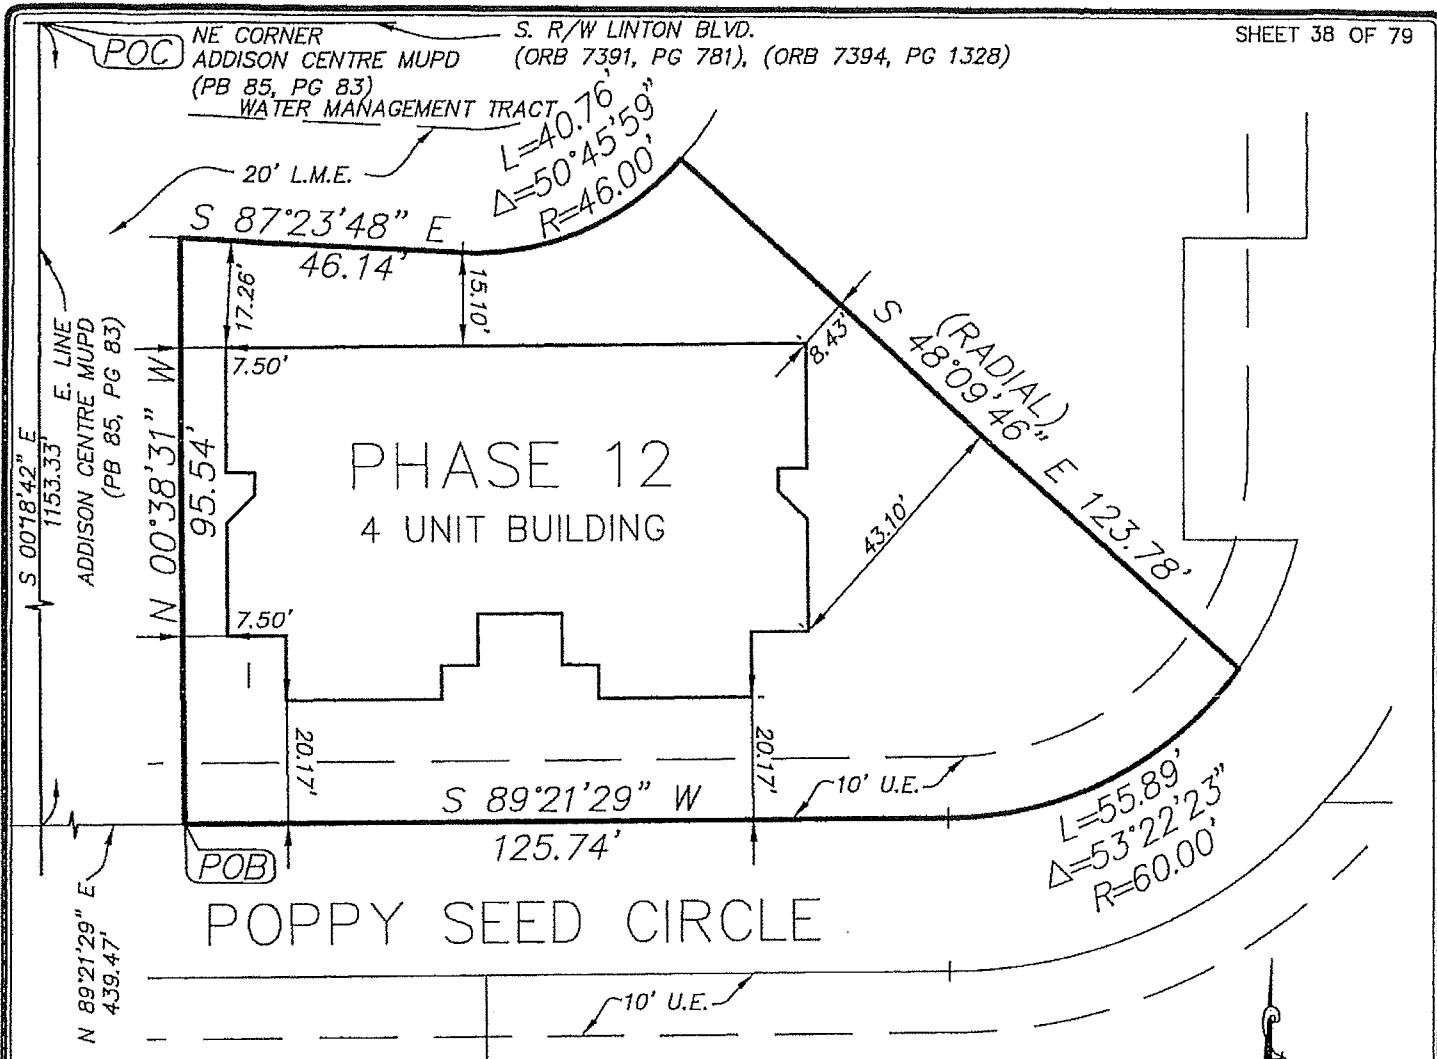 SHEET 38 OF 79
POC
NE CORNER
ADDISON CENTRE MUPD
(PB 85, PG 83)
S. R/W LINTON BLVD.
(ORB 7391, PG 781), (ORB 7394, PG 1328)
WATER MANAGEMENT TRACT
20' L.M.E.
L=40.76'
Δ=50°45'59"
R=46.00'
S 87°23'48" E
46.14'
17.26'
15.10'
7.50'
8.43'
(RADIAL)
S 48°09'46" E 123.78'
E. LINE
ADDISON CENTRE MUPD
(PB 85, PG 83)
S 00°18'42" E
1153.33'
N 00°38'31" W
95.54'
PHASE 12
4 UNIT BUILDING
43.10'
7.50'
20.17'
20.17'
S 89°21'29" W
125.74'
10' U.E.
L=55.89'
Δ=53°22'23"
R=60.00'
POB
N 89°21'29" E
439.47'
POPPY SEED CIRCLE
10' U.E.